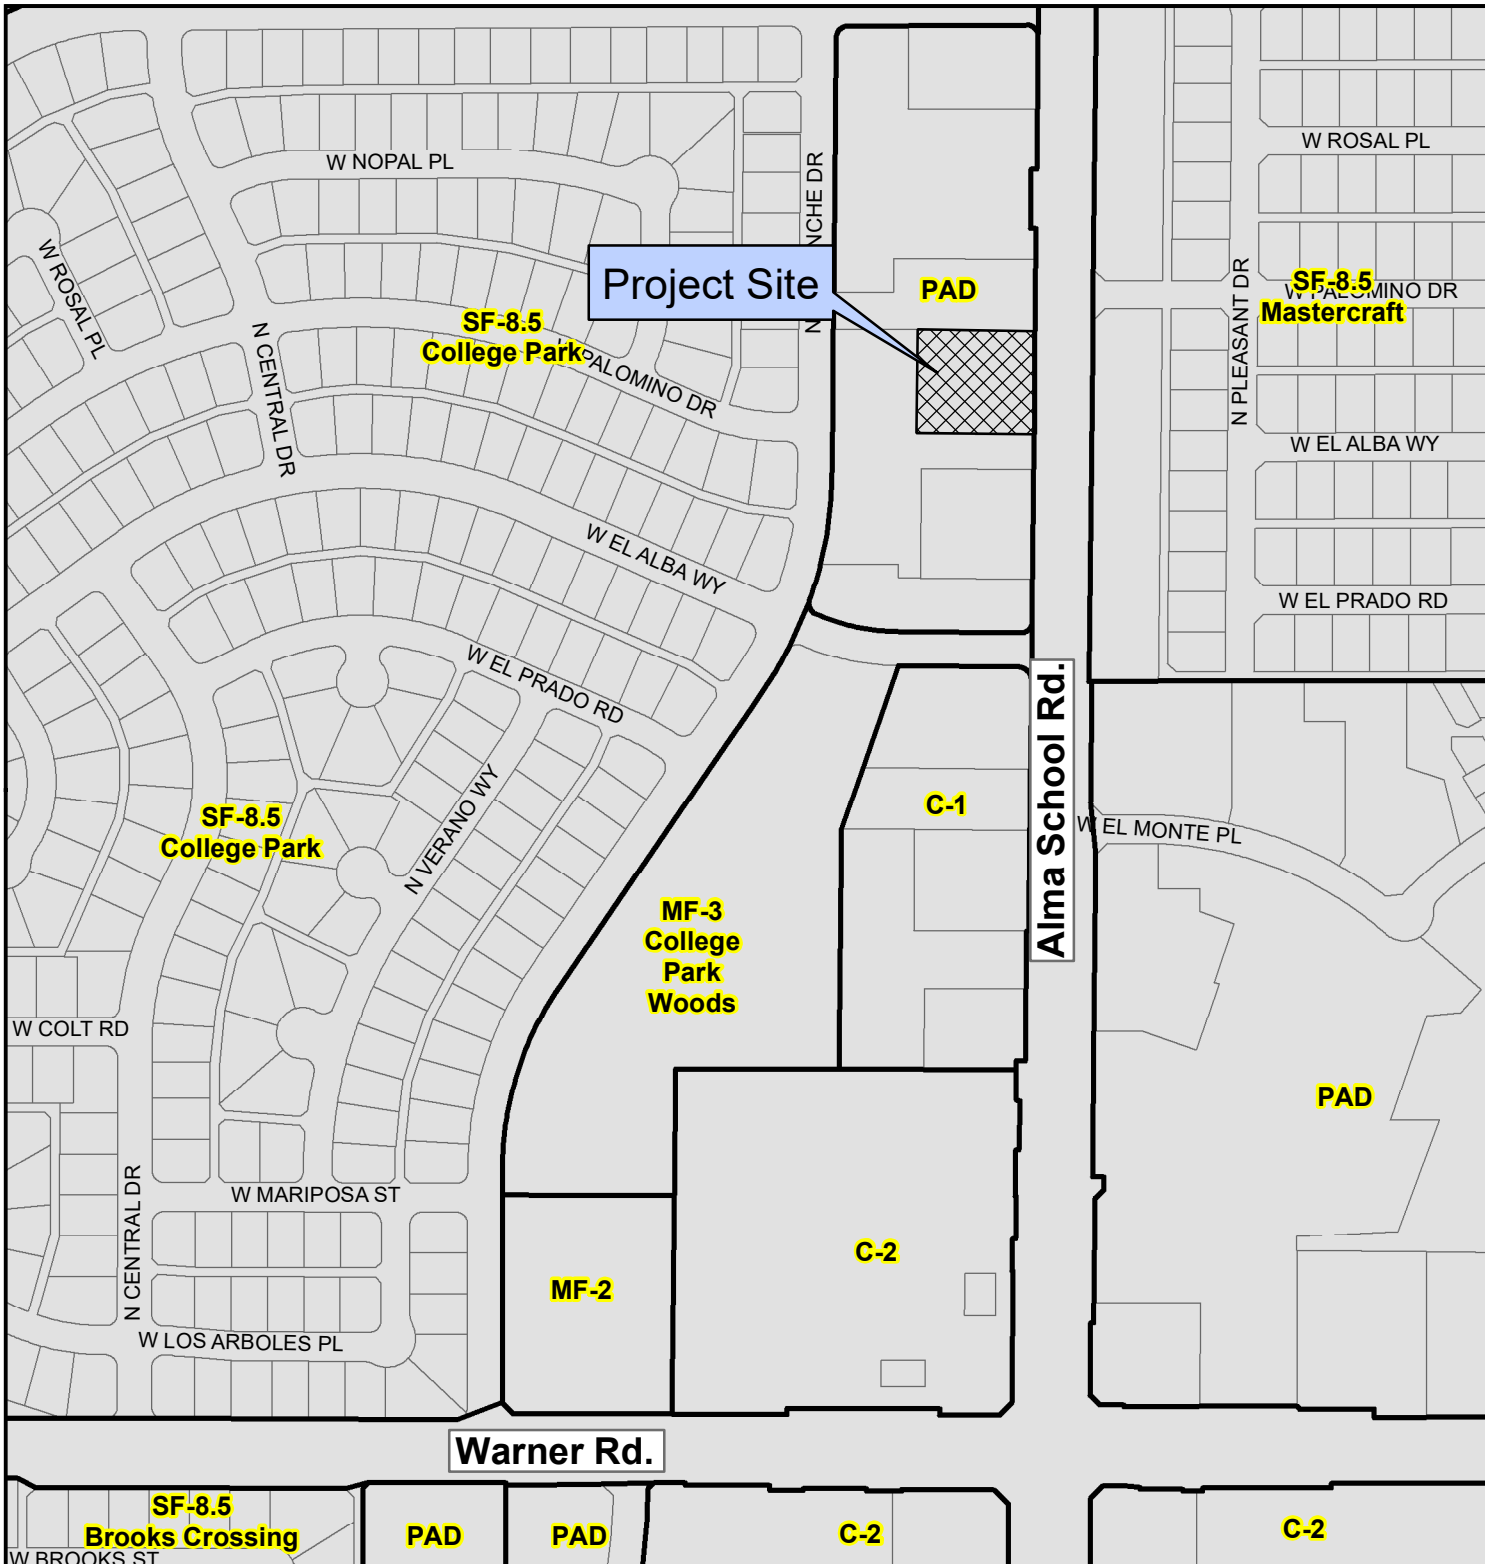 W NOPAL PL
W ROSAL PL
NCHE DR
N
W ROSAL PL
Project Site
PAD
N PLEASANT DR
SF-8.5
W PALOMINO DR
Mastercraft
SF-8.5
College Park
PALOMINO DR
N CENTRAL DR
W EL ALBA WY
W EL ALBA WY
W EL PRADO RD
W EL PRADO RD
Alma School Rd.
SF-8.5
College Park
N VERANO WY
C-1
W EL MONTE PL
MF-3
College
Park
Woods
W COLT RD
PAD
N CENTRAL DR
W MARIPOSA ST
C-2
MF-2
W LOS ARBOLES PL
Warner Rd.
SF-8.5
Brooks Crossing
W BROOKS ST
PAD
PAD
C-2
C-2